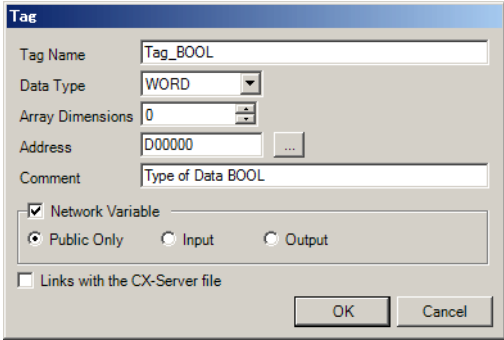 Tag
Tag Name Tag_BOOL
Data Type WORD
Array Dimensions 0
Address D00000 ...
Comment Type of Data BOOL
Network Variable
Public Only Input Output
Links with the CX-Server file
OK Cancel